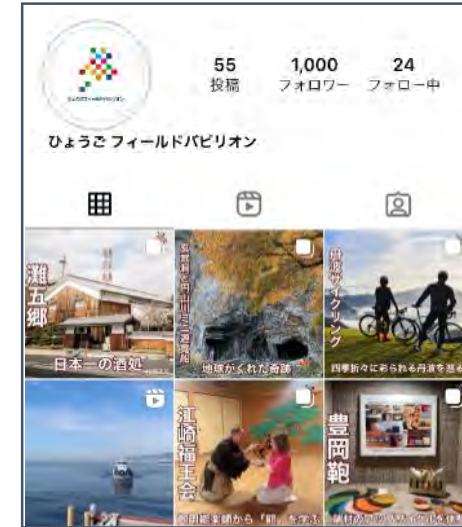 55
1,000
24
投稿
フォロワー
フォロー中
ひょうご フィールドパビリオン
灘五郷
日本一の酒処
地球がくれた奇跡
丹波サイクリング
四季折々に彩られる丹波を巡る
江崎福王会
豊岡鞄